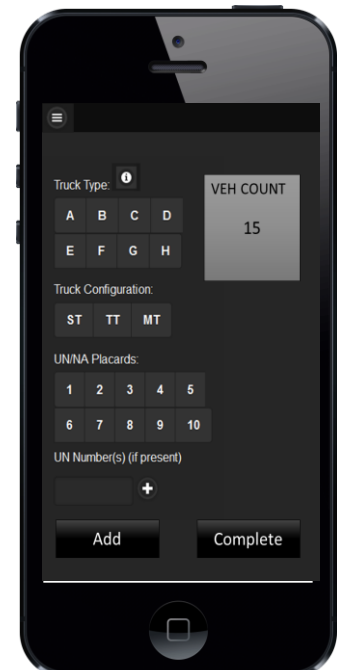 Truck Type:
VEH COUNT
15
A B C D
E F G H
Truck Configuration:
ST TT MT
UN/NA Placards:
1 2 3 4 5
6 7 8 9 10
UN Number(s) (if present)
Add Complete